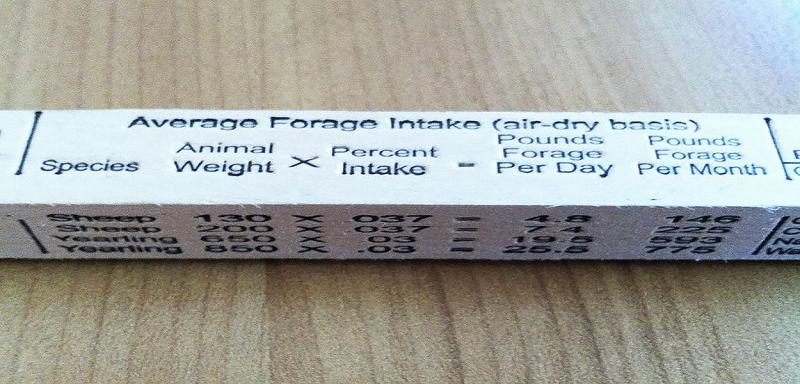 Average Forage Intake (air-dry basis)
Species Animal Weight X Percent Intake = Pounds Forage Per Day Pounds Forage Per Month
Sheep 130 X .037 = 4.8 146
Sheep 200 X .037 = 7.4 225
Yearling 650 X .03 = 19.5 593
Yearling 850 X .03 = 25.5 775